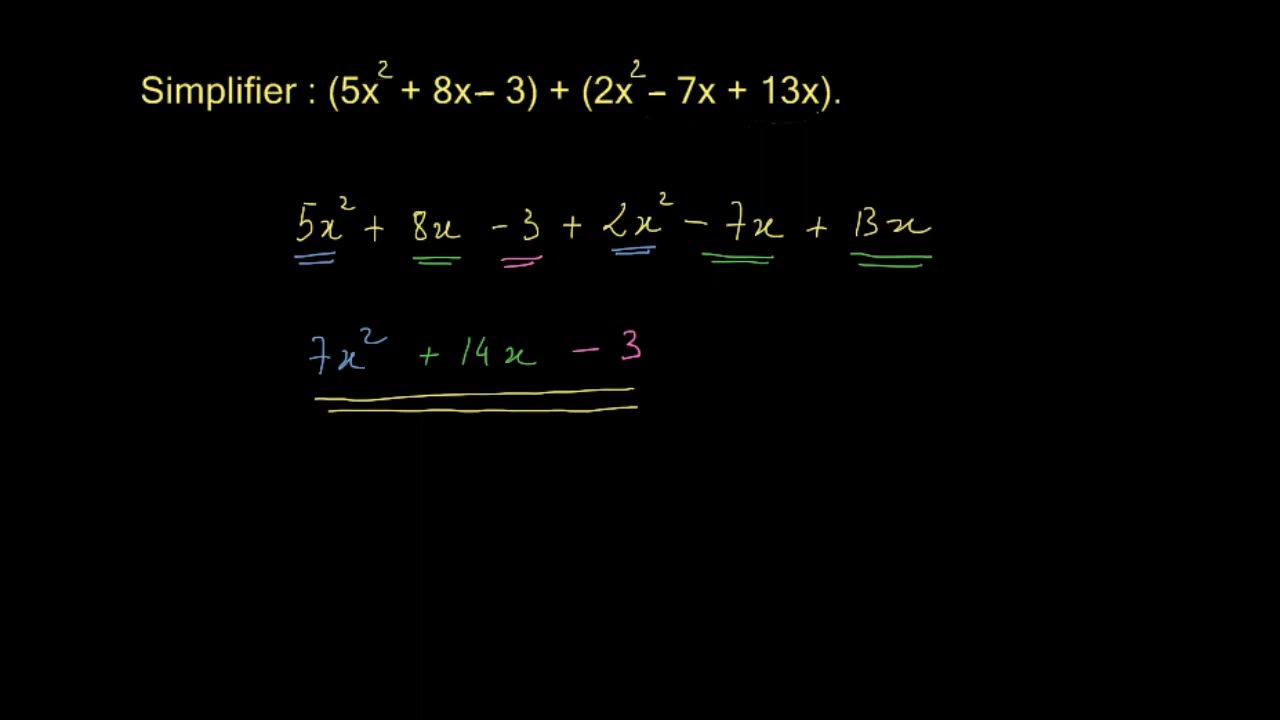 Simplifier : (5x² + 8x– 3) + (2x² – 7x + 13x).
5x² + 8x - 3 + 2x² - 7x + 13x
7x² + 14x - 3